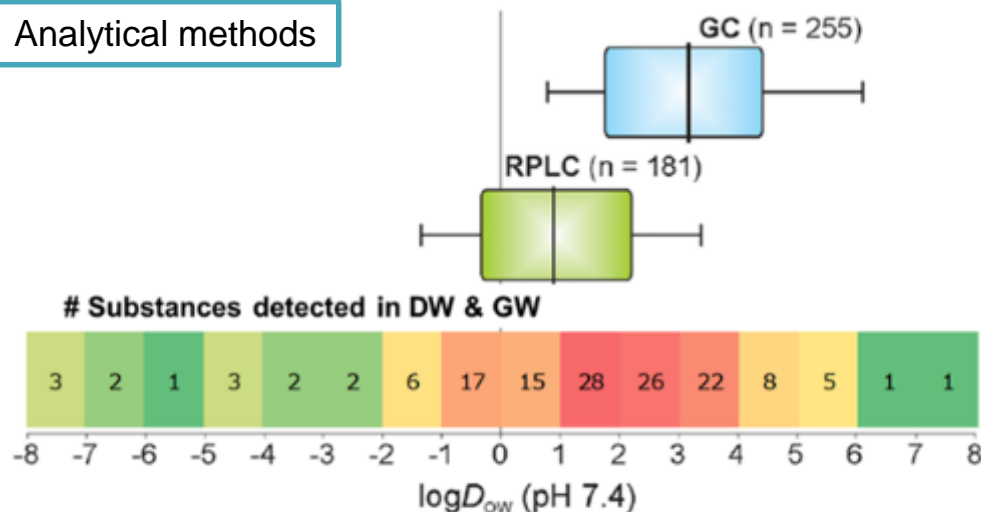 Analytical methods
GC (n = 255)
RPLC (n = 181)
# Substances detected in DW & GW
3 2 1 3 2 2 6 17 15 28 26 22 8 5 1 1
-8 -7 -6 -5 -4 -3 -2 -1 0 1 2 3 4 5 6 7 8
logDow (pH 7.4)